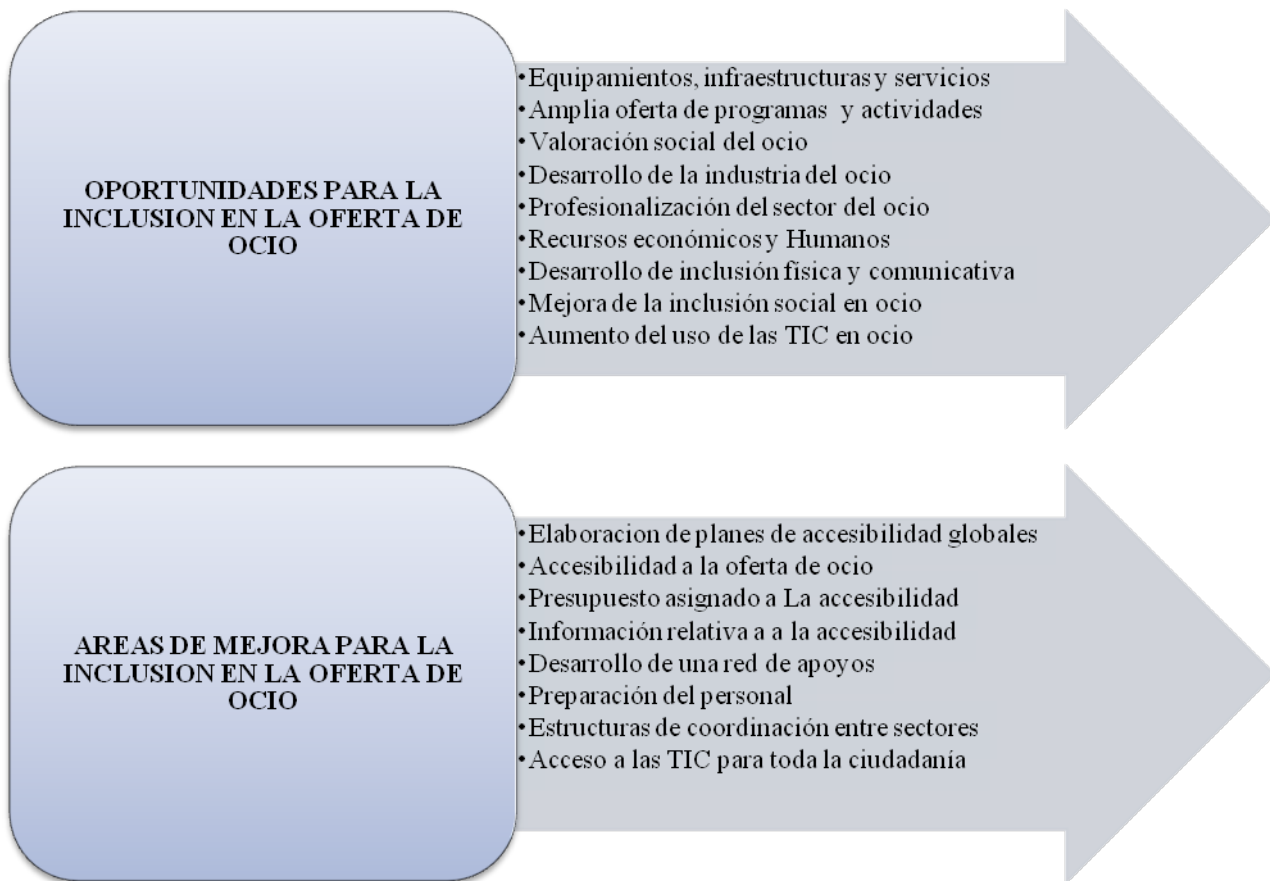 OPORTUNIDADES PARA LA
INCLUSION EN LA OFERTA DE
OCIO
•Equipamientos, infraestructuras y servicios
•Amplia oferta de programas y actividades
•Valoración social del ocio
•Desarrollo de la industria del ocio
•Profesionalización del sector del ocio
•Recursos económicos y Humanos
•Desarrollo de inclusión física y comunicativa
•Mejora de la inclusión social en ocio
•Aumento del uso de las TIC en ocio
AREAS DE MEJORA PARA LA
INCLUSION EN LA OFERTA DE
OCIO
•Elaboracion de planes de accesibilidad globales
•Accesibilidad a la oferta de ocio
•Presupuesto asignado a La accesibilidad
•Información relativa a a la accesibilidad
•Desarrollo de una red de apoyos
•Preparación del personal
•Estructuras de coordinación entre sectores
•Acceso a las TIC para toda la ciudadanía